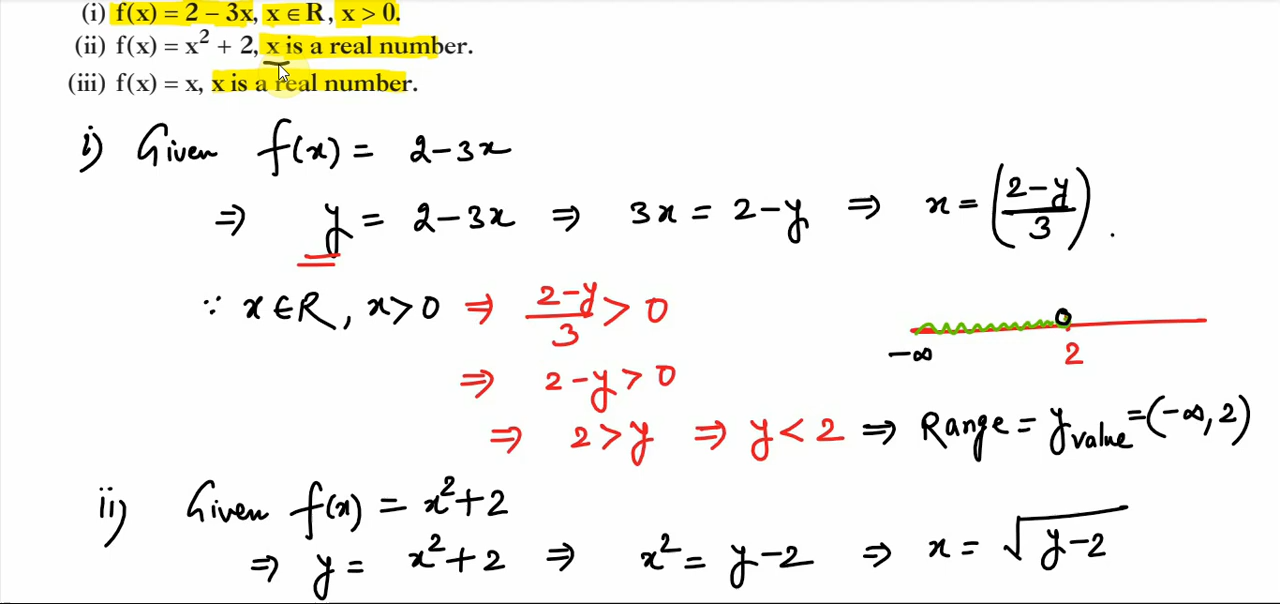 (i) f(x) = 2 – 3x, x ∈ R, x > 0.
(ii) f(x) = x² + 2, x is a real number.
(iii) f(x) = x, x is a real number.
i) Given f(x) = 2-3x
⇒ y = 2-3x ⇒ 3x = 2-y ⇒ x = (2-y/3).
∵ x∈R, x>0 ⇒ 2-y/3 > 0
-∞ 2
⇒ 2-y > 0
⇒ 2>y ⇒ y<2 ⇒ Range = y value = (-∞, 2)
ii) Given f(x) = x²+2
⇒ y = x²+2 ⇒ x² = y-2 ⇒ x = √y-2